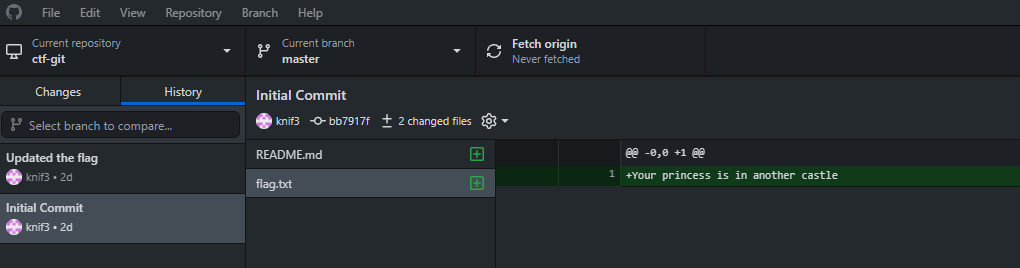 File Edit View Repository Branch Help
Current repository
ctf-git
Current branch
master
Fetch origin
Never fetched
Changes
History
Select branch to compare...
Updated the flag
knif3 • 2d
Initial Commit
knif3 • 2d
Initial Commit
knif3 bb7917f 2 changed files
README.md
flag.txt
@@ -0,0 +1 @@
1 +Your princess is in another castle